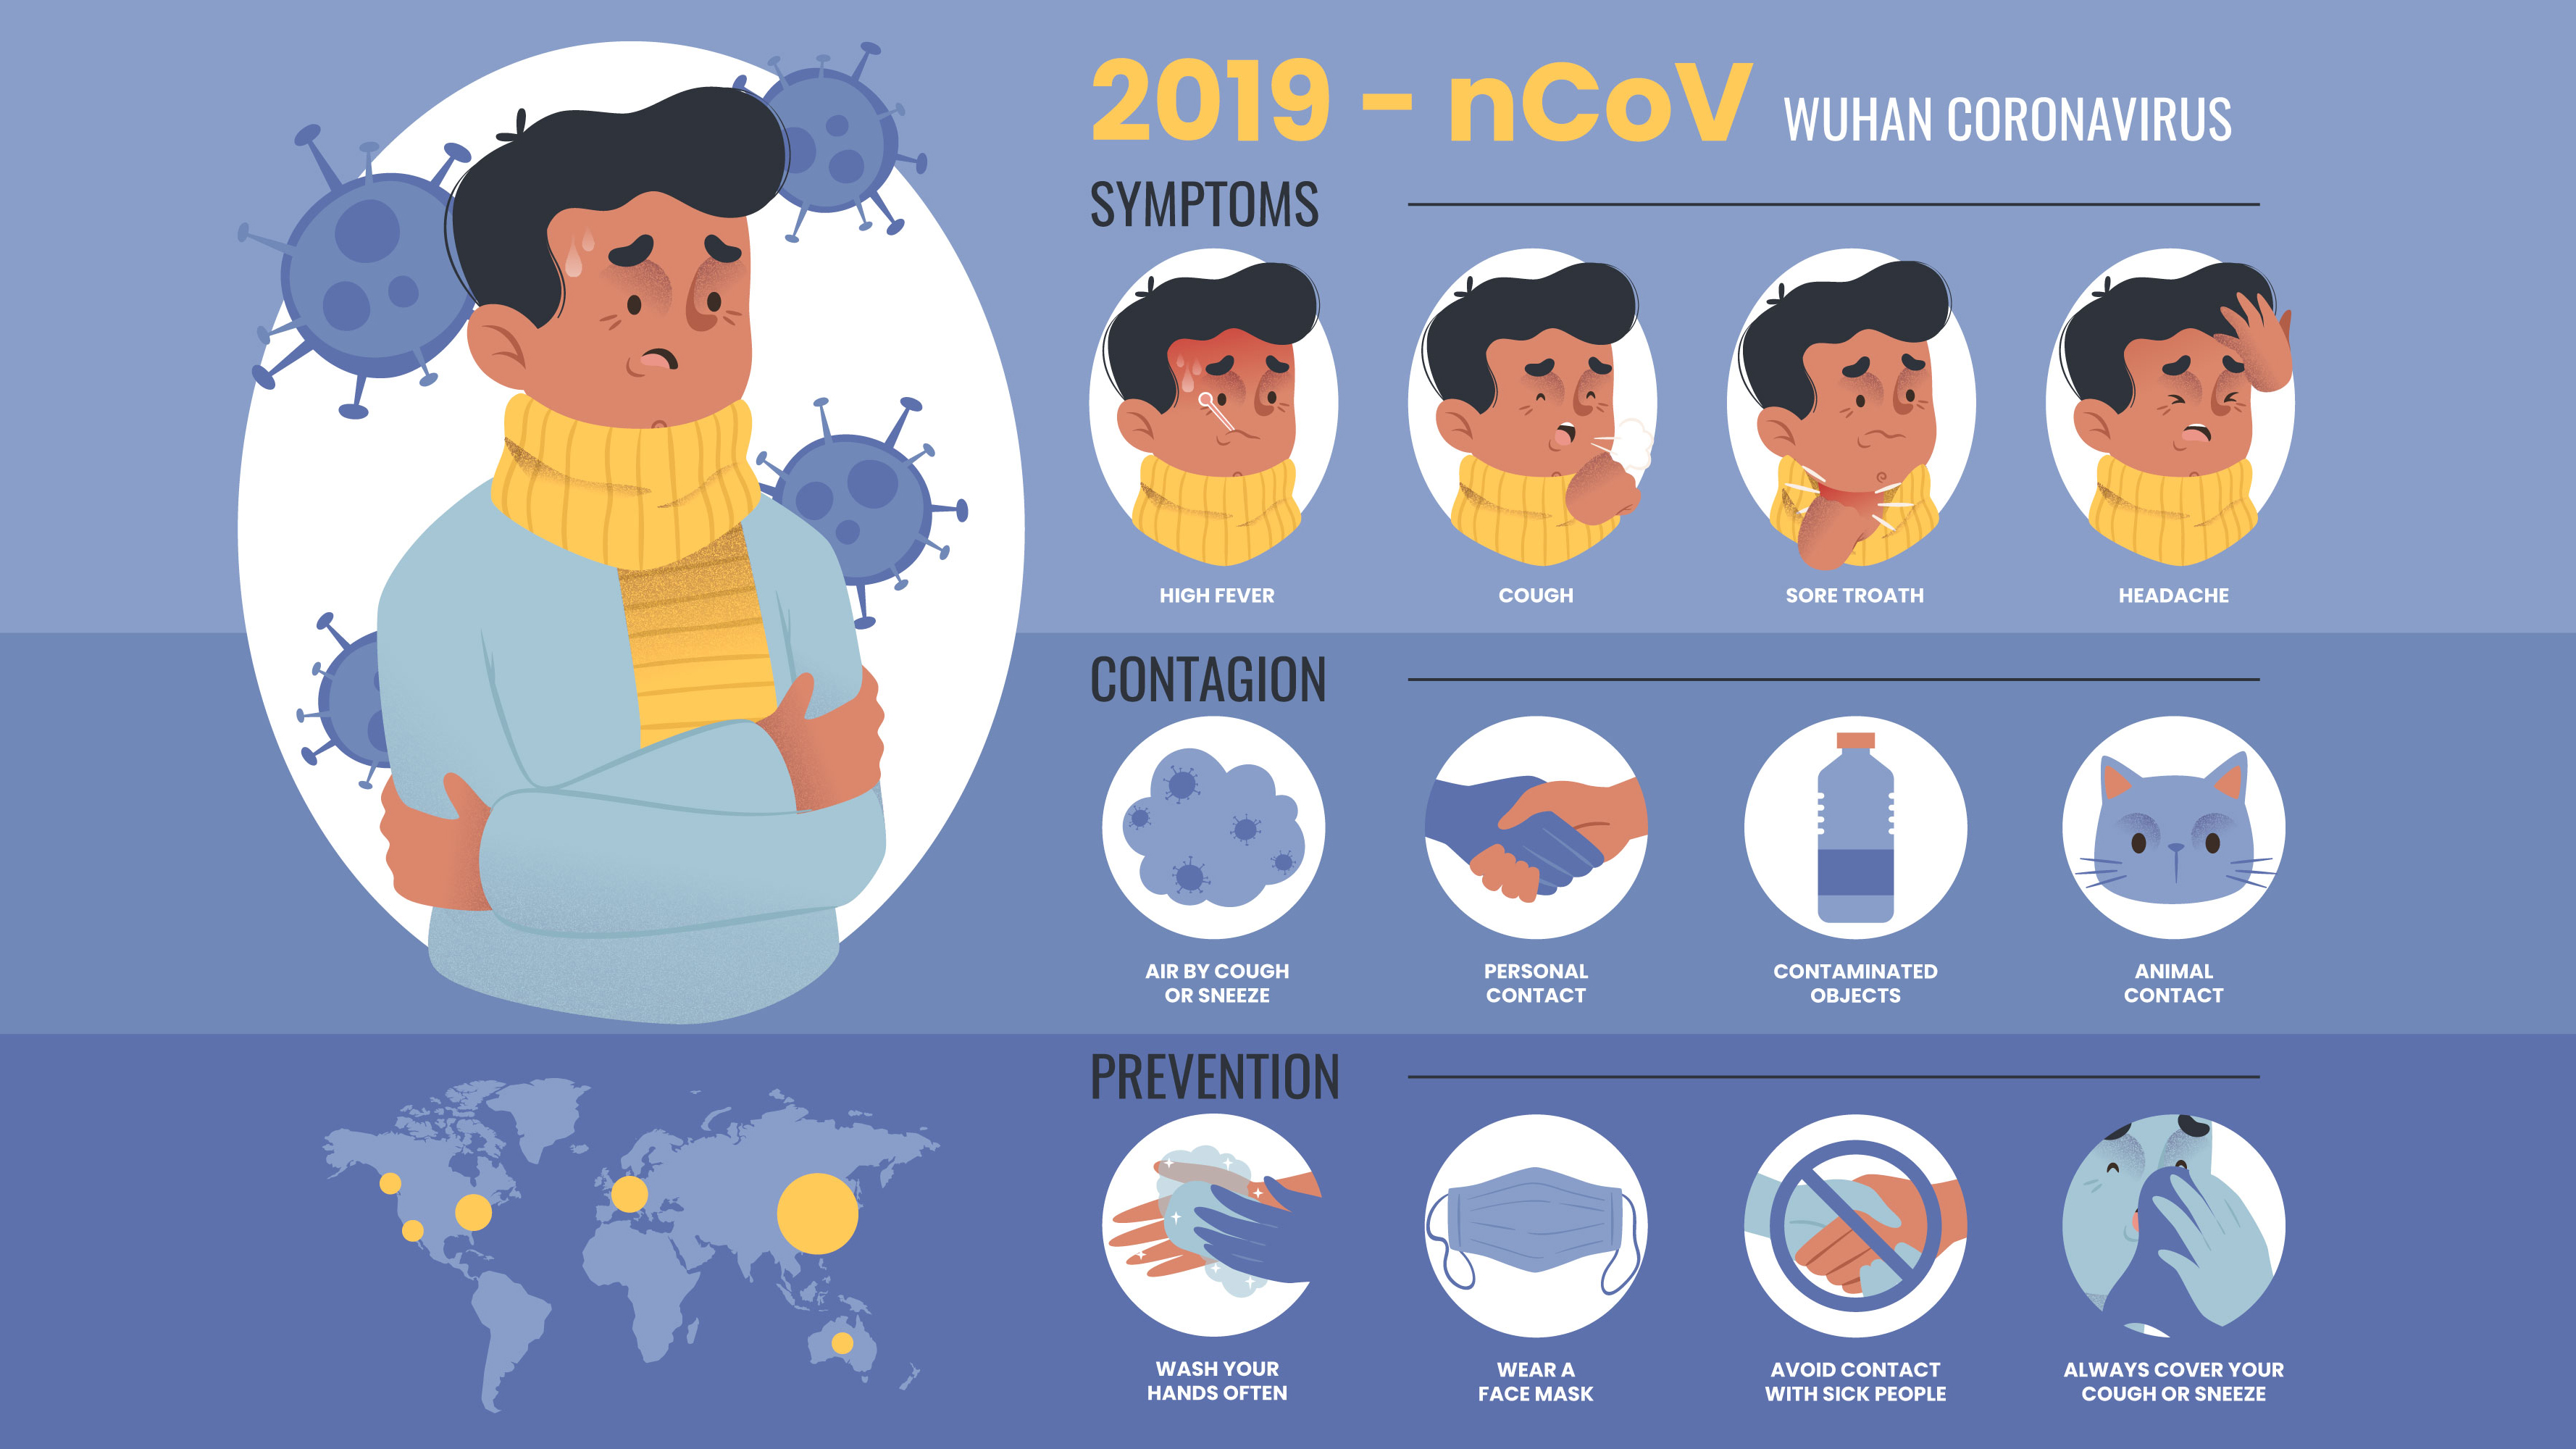 2019 - nCoV WUHAN CORONAVIRUS
SYMPTOMS
HIGH FEVER
COUGH
SORE TROATH
HEADACHE
CONTAGION
AIR BY COUGH
OR SNEEZE
PERSONAL
CONTACT
CONTAMINATED
OBJECTS
ANIMAL
CONTACT
PREVENTION
WASH YOUR
HANDS OFTEN
WEAR A
FACE MASK
AVOID CONTACT
WITH SICK PEOPLE
ALWAYS COVER YOUR
COUGH OR SNEEZE